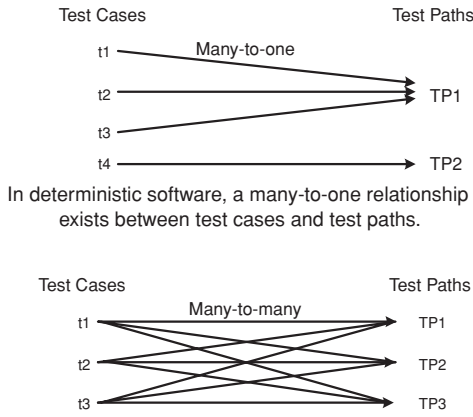 Test Cases Test Paths
t1 Many-to-one
t2 TP1
t3
t4 TP2
In deterministic software, a many-to-one relationship
exists between test cases and test paths.
Test Cases Test Paths
Many-to-many
t1 TP1
t2 TP2
t3 TP3